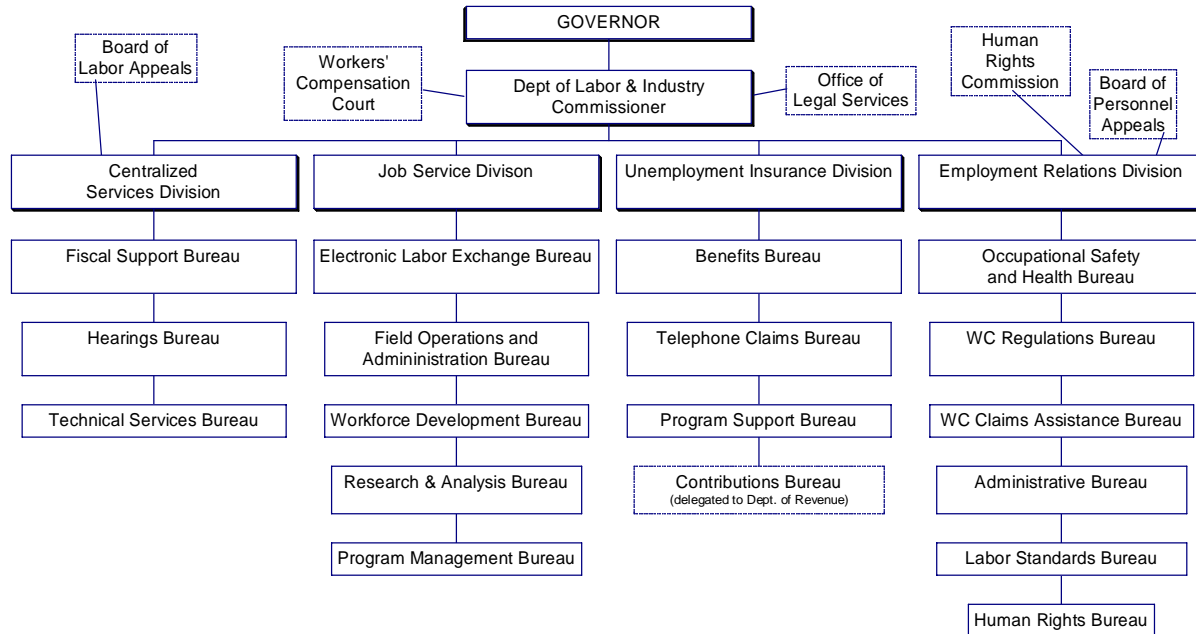 GOVERNOR
Board of
Labor Appeals
Workers'
Compensation
Court
Dept of Labor & Industry
Commissioner
Office of
Legal Services
Human
Rights
Commission
Board of
Personnel
Appeals
Centralized
Services Division
Job Service Divison
Unemployment Insurance Division
Employment Relations Division
Fiscal Support Bureau
Electronic Labor Exchange Bureau
Benefits Bureau
Occupational Safety
and Health Bureau
Hearings Bureau
Field Operations and
Admininistration Bureau
Telephone Claims Bureau
WC Regulations Bureau
Technical Services Bureau
Workforce Development Bureau
Program Support Bureau
WC Claims Assistance Bureau
Research & Analysis Bureau
Contributions Bureau
(delegated to Dept. of Revenue)
Administrative Bureau
Program Management Bureau
Labor Standards Bureau
Human Rights Bureau